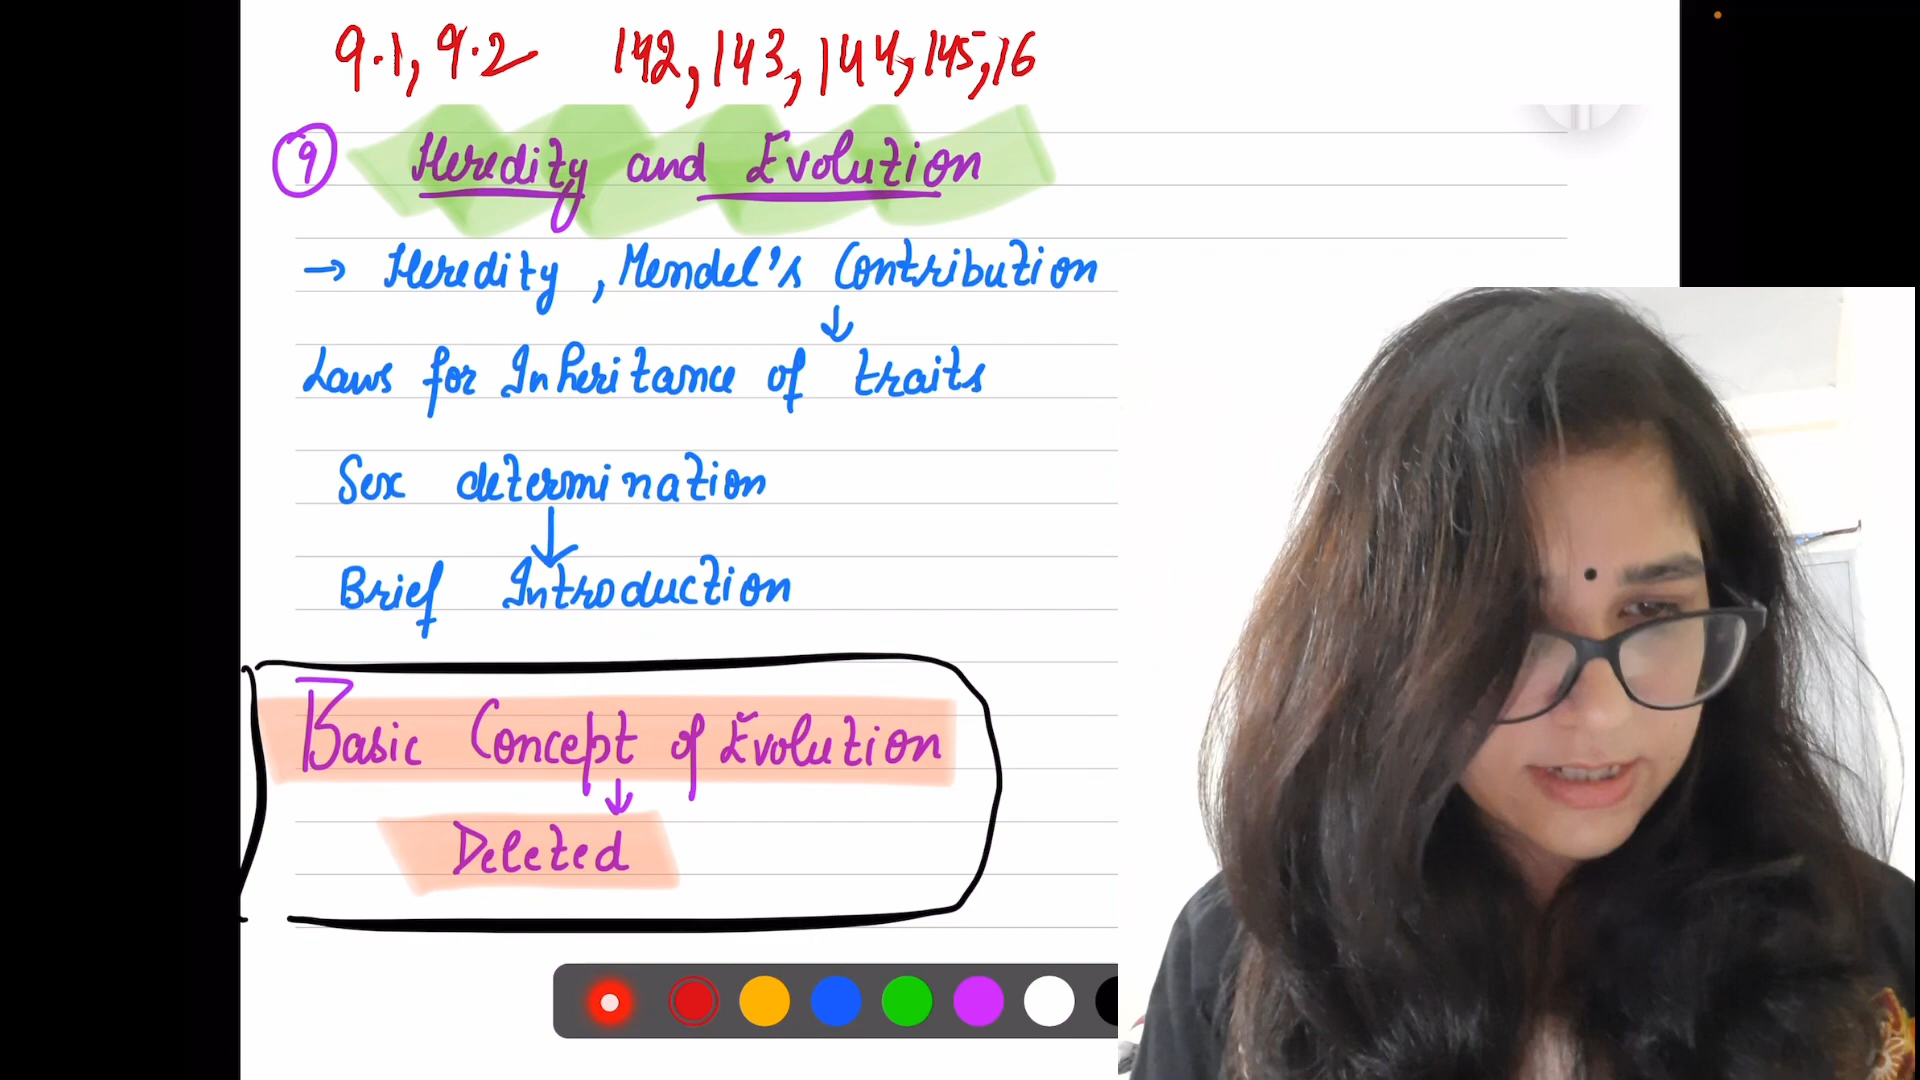 9.1, 9.2 142, 143, 144, 145, 16
9 Heredity and Evolution
→ Heredity, Mendel's Contribution
↓
Laws for Inheritance of traits
Sex determination
↓
Brief Introduction
Basic Concept of Evolution
↓
Deleted